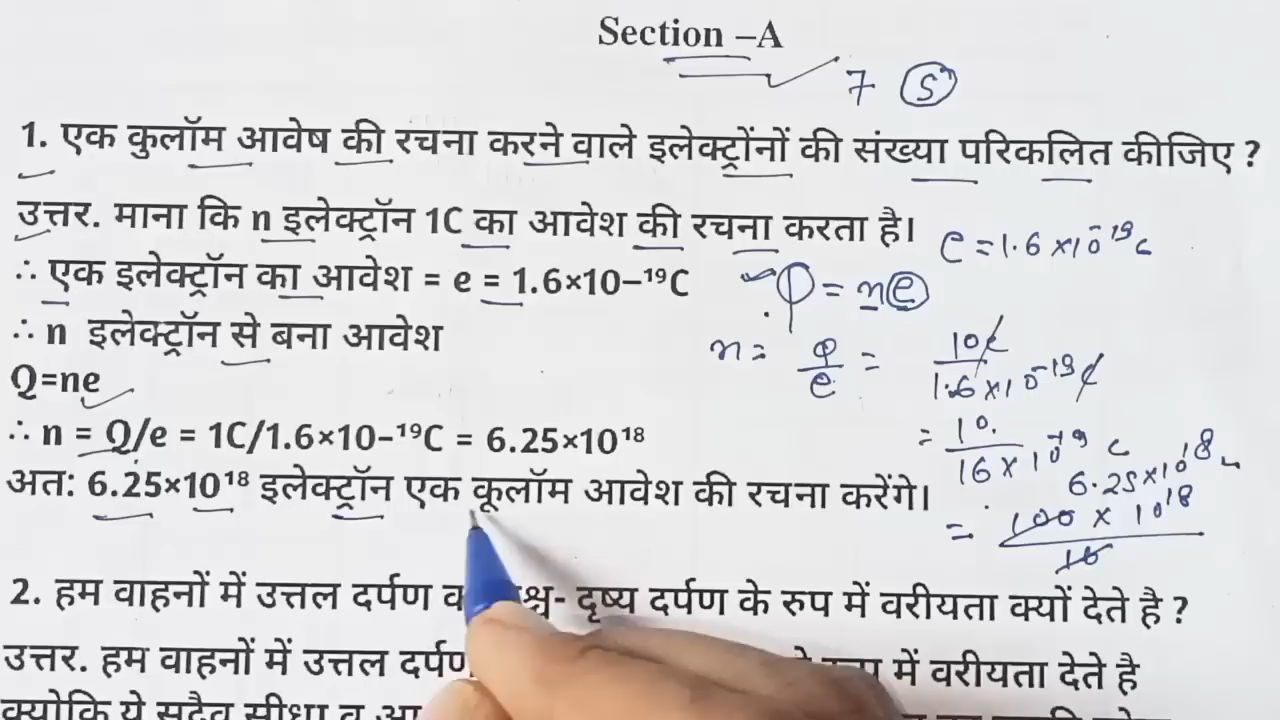 Section –A
7 5
1. एक कुलॉम आवेष की रचना करने वाले इलेक्ट्रोंनों की संख्या परिकलित कीजिए ?
उत्तर. माना कि n इलेक्ट्रॉन 1C का आवेश की रचना करता है।
e = 1.6×10⁻¹⁹ c
∴ एक इलेक्ट्रॉन का आवेश = e = 1.6×10–¹⁹C
Q = ne
∴ n इलेक्ट्रॉन से बना आवेश
n = Q/e = 10c/1.6×10⁻¹⁹c
Q=ne
∴ n = Q/e = 1C/1.6×10–¹⁹C = 6.25×10¹⁸
= 10/16×10⁻¹⁹ c
6.25×10¹⁸
अत: 6.25×10¹⁸ इलेक्ट्रॉन एक कूलॉम आवेश की रचना करेंगे।
= 100 × 10¹⁸/16
2. हम वाहनों में उत्तल दर्पण दृष्य दर्पण के रुप में वरीयता क्यों देते है ?
उत्तर. हम वाहनों में उत्तल में वरीयता देते है
क्योकि ये सदैव सीधा व